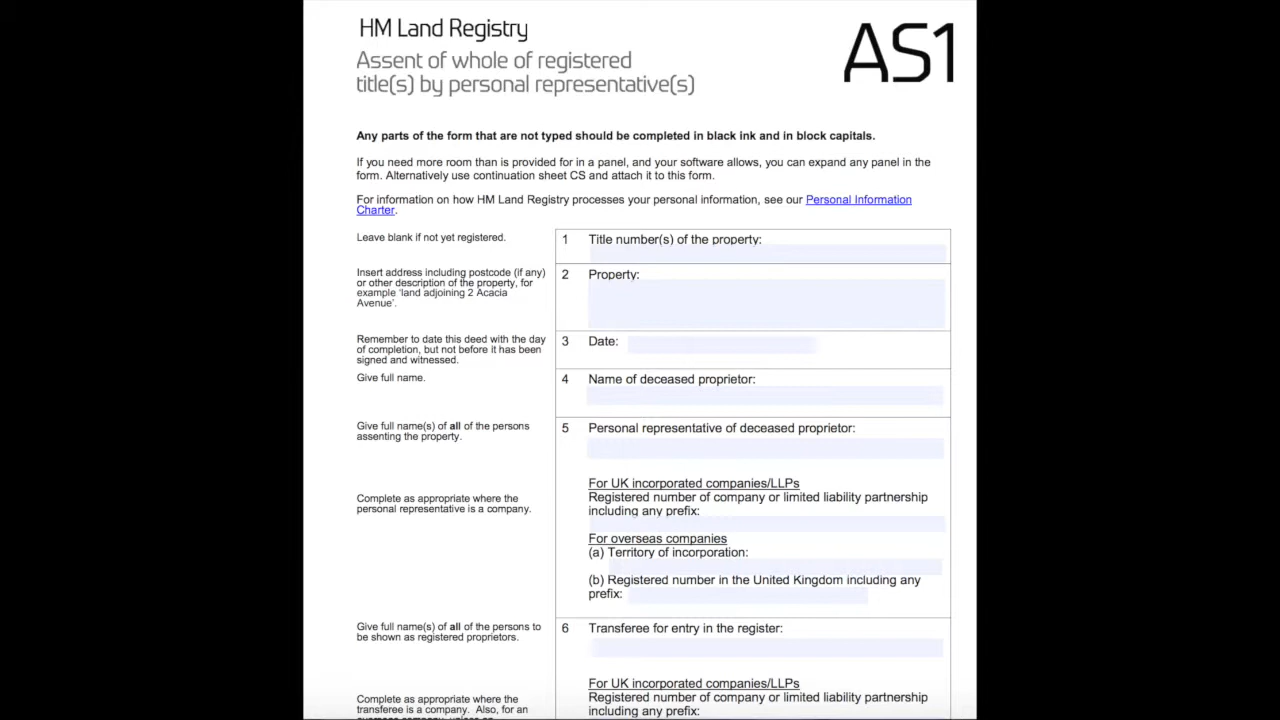 HM Land Registry
Assent of whole of registered
title(s) by personal representative(s)
AS1
Any parts of the form that are not typed should be completed in black ink and in block capitals.
If you need more room than is provided for in a panel, and your software allows, you can expand any panel in the
form. Alternatively use continuation sheet CS and attach it to this form.
For information on how HM Land Registry processes your personal information, see our Personal Information
Charter.
Leave blank if not yet registered.
1 Title number(s) of the property:
Insert address including postcode (if any)
or other description of the property, for
example 'land adjoining 2 Acacia
Avenue'.
2 Property:
Remember to date this deed with the day
of completion, but not before it has been
signed and witnessed.
3 Date:
Give full name.
4 Name of deceased proprietor:
Give full name(s) of all of the persons
assenting the property.
5 Personal representative of deceased proprietor:
Complete as appropriate where the
personal representative is a company.
For UK incorporated companies/LLPs
Registered number of company or limited liability partnership
including any prefix:
For overseas companies
(a) Territory of incorporation:
(b) Registered number in the United Kingdom including any
prefix:
Give full name(s) of all of the persons to
be shown as registered proprietors.
6 Transferee for entry in the register:
Complete as appropriate where the
transferee is a company. Also, for an
For UK incorporated companies/LLPs
Registered number of company or limited liability partnership
including any prefix: